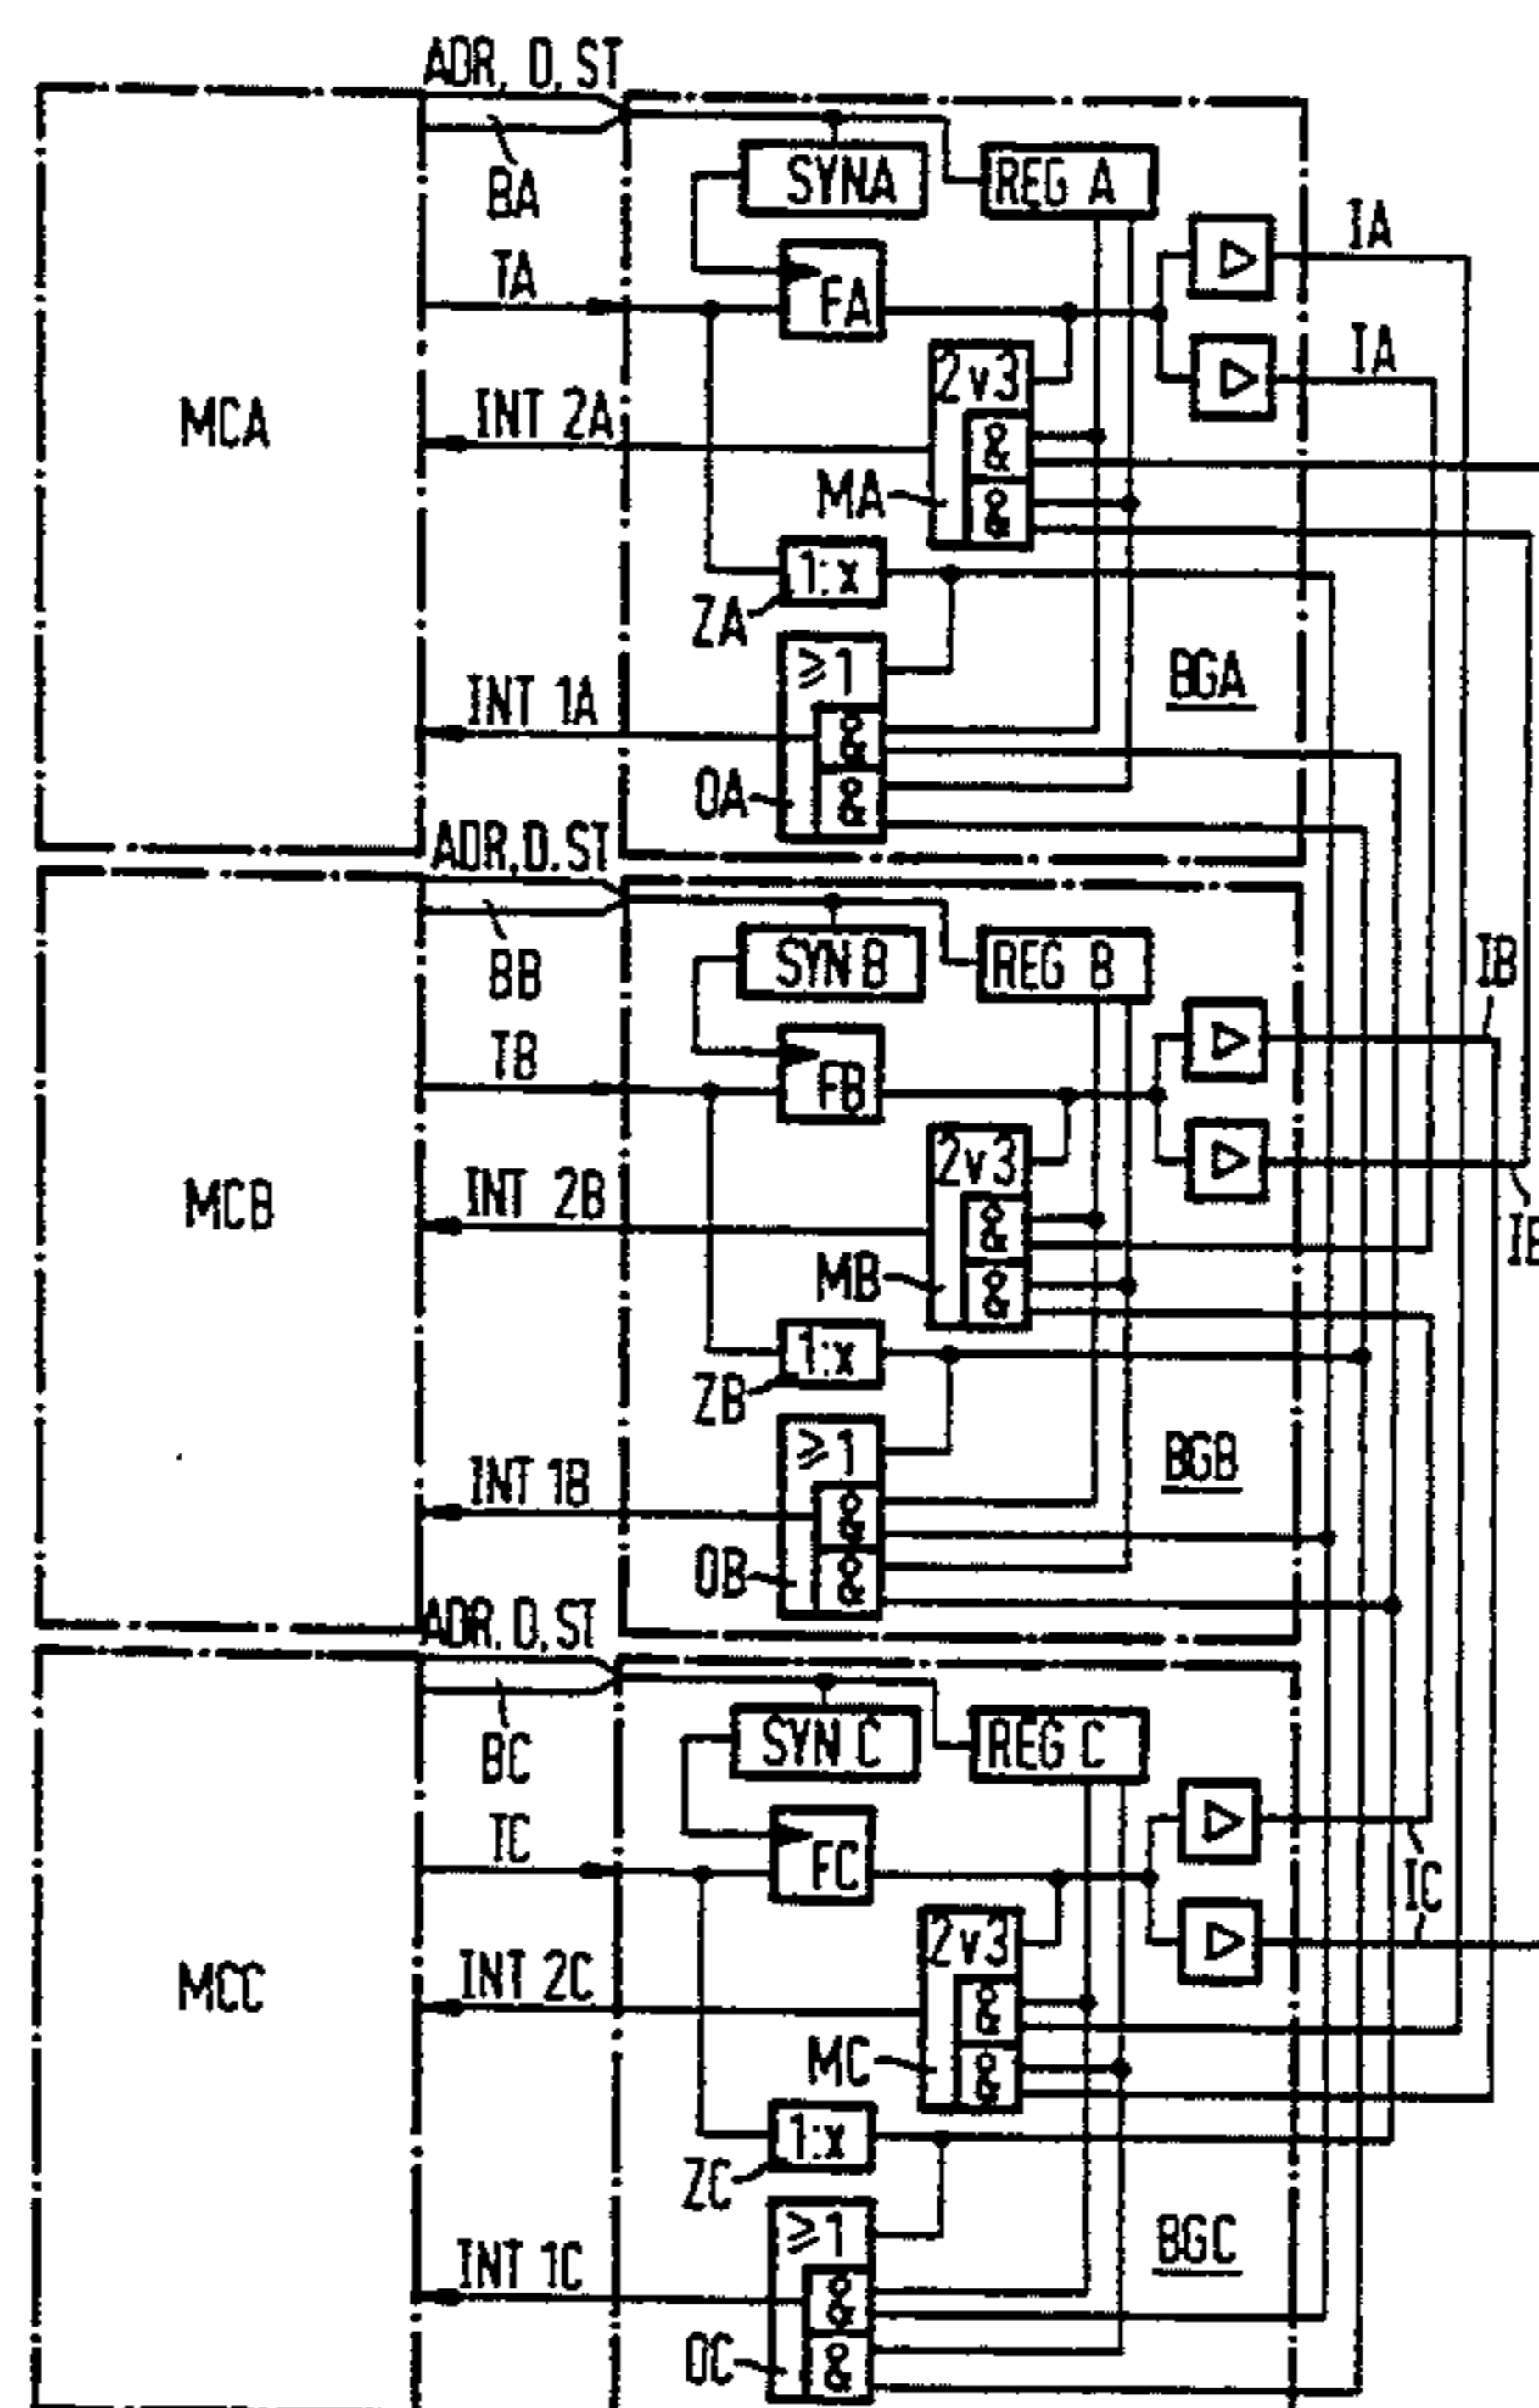 ADR, D, ST
BA
SYNA
REG A
IA
TA
FA
IA
2v3
MCA
INT 2A
&
MA
&
1:x
ZA
≥1
BGA
INT 1A
&
OA
&
ADR, D, ST
BB
SYN B
REG B
IB
TB
FB
2v3
MCB
INT 2B
&
MB
&
1:x
ZB
≥1
BGB
INT 1B
&
OB
&
ADR, D, ST
BC
SYN C
REG C
TC
FC
IC
2v3
MCC
INT 2C
&
MC
&
1:x
ZC
≥1
BGC
INT 1C
&
OC
&